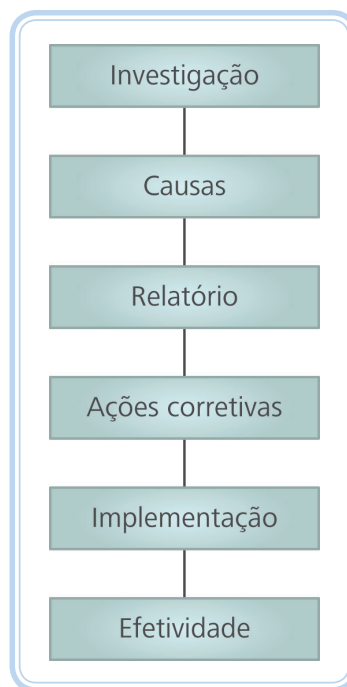 Investigação
Causas
Relatório
Ações corretivas
Implementação
Efetividade